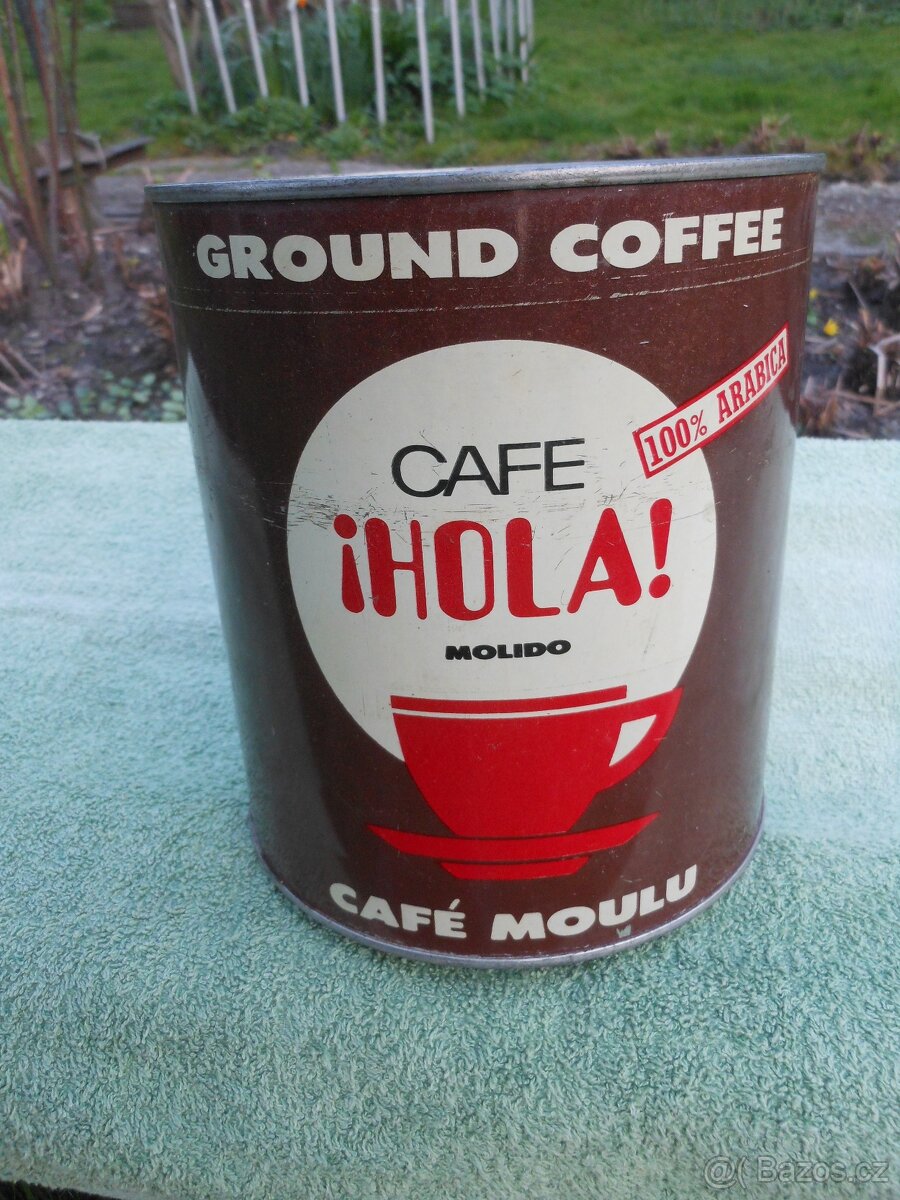 GROUND COFFEE
100% ARABICA
CAFE
¡HOLA!
MOLIDO
CAFÉ MOULU
@( Bazos.cz